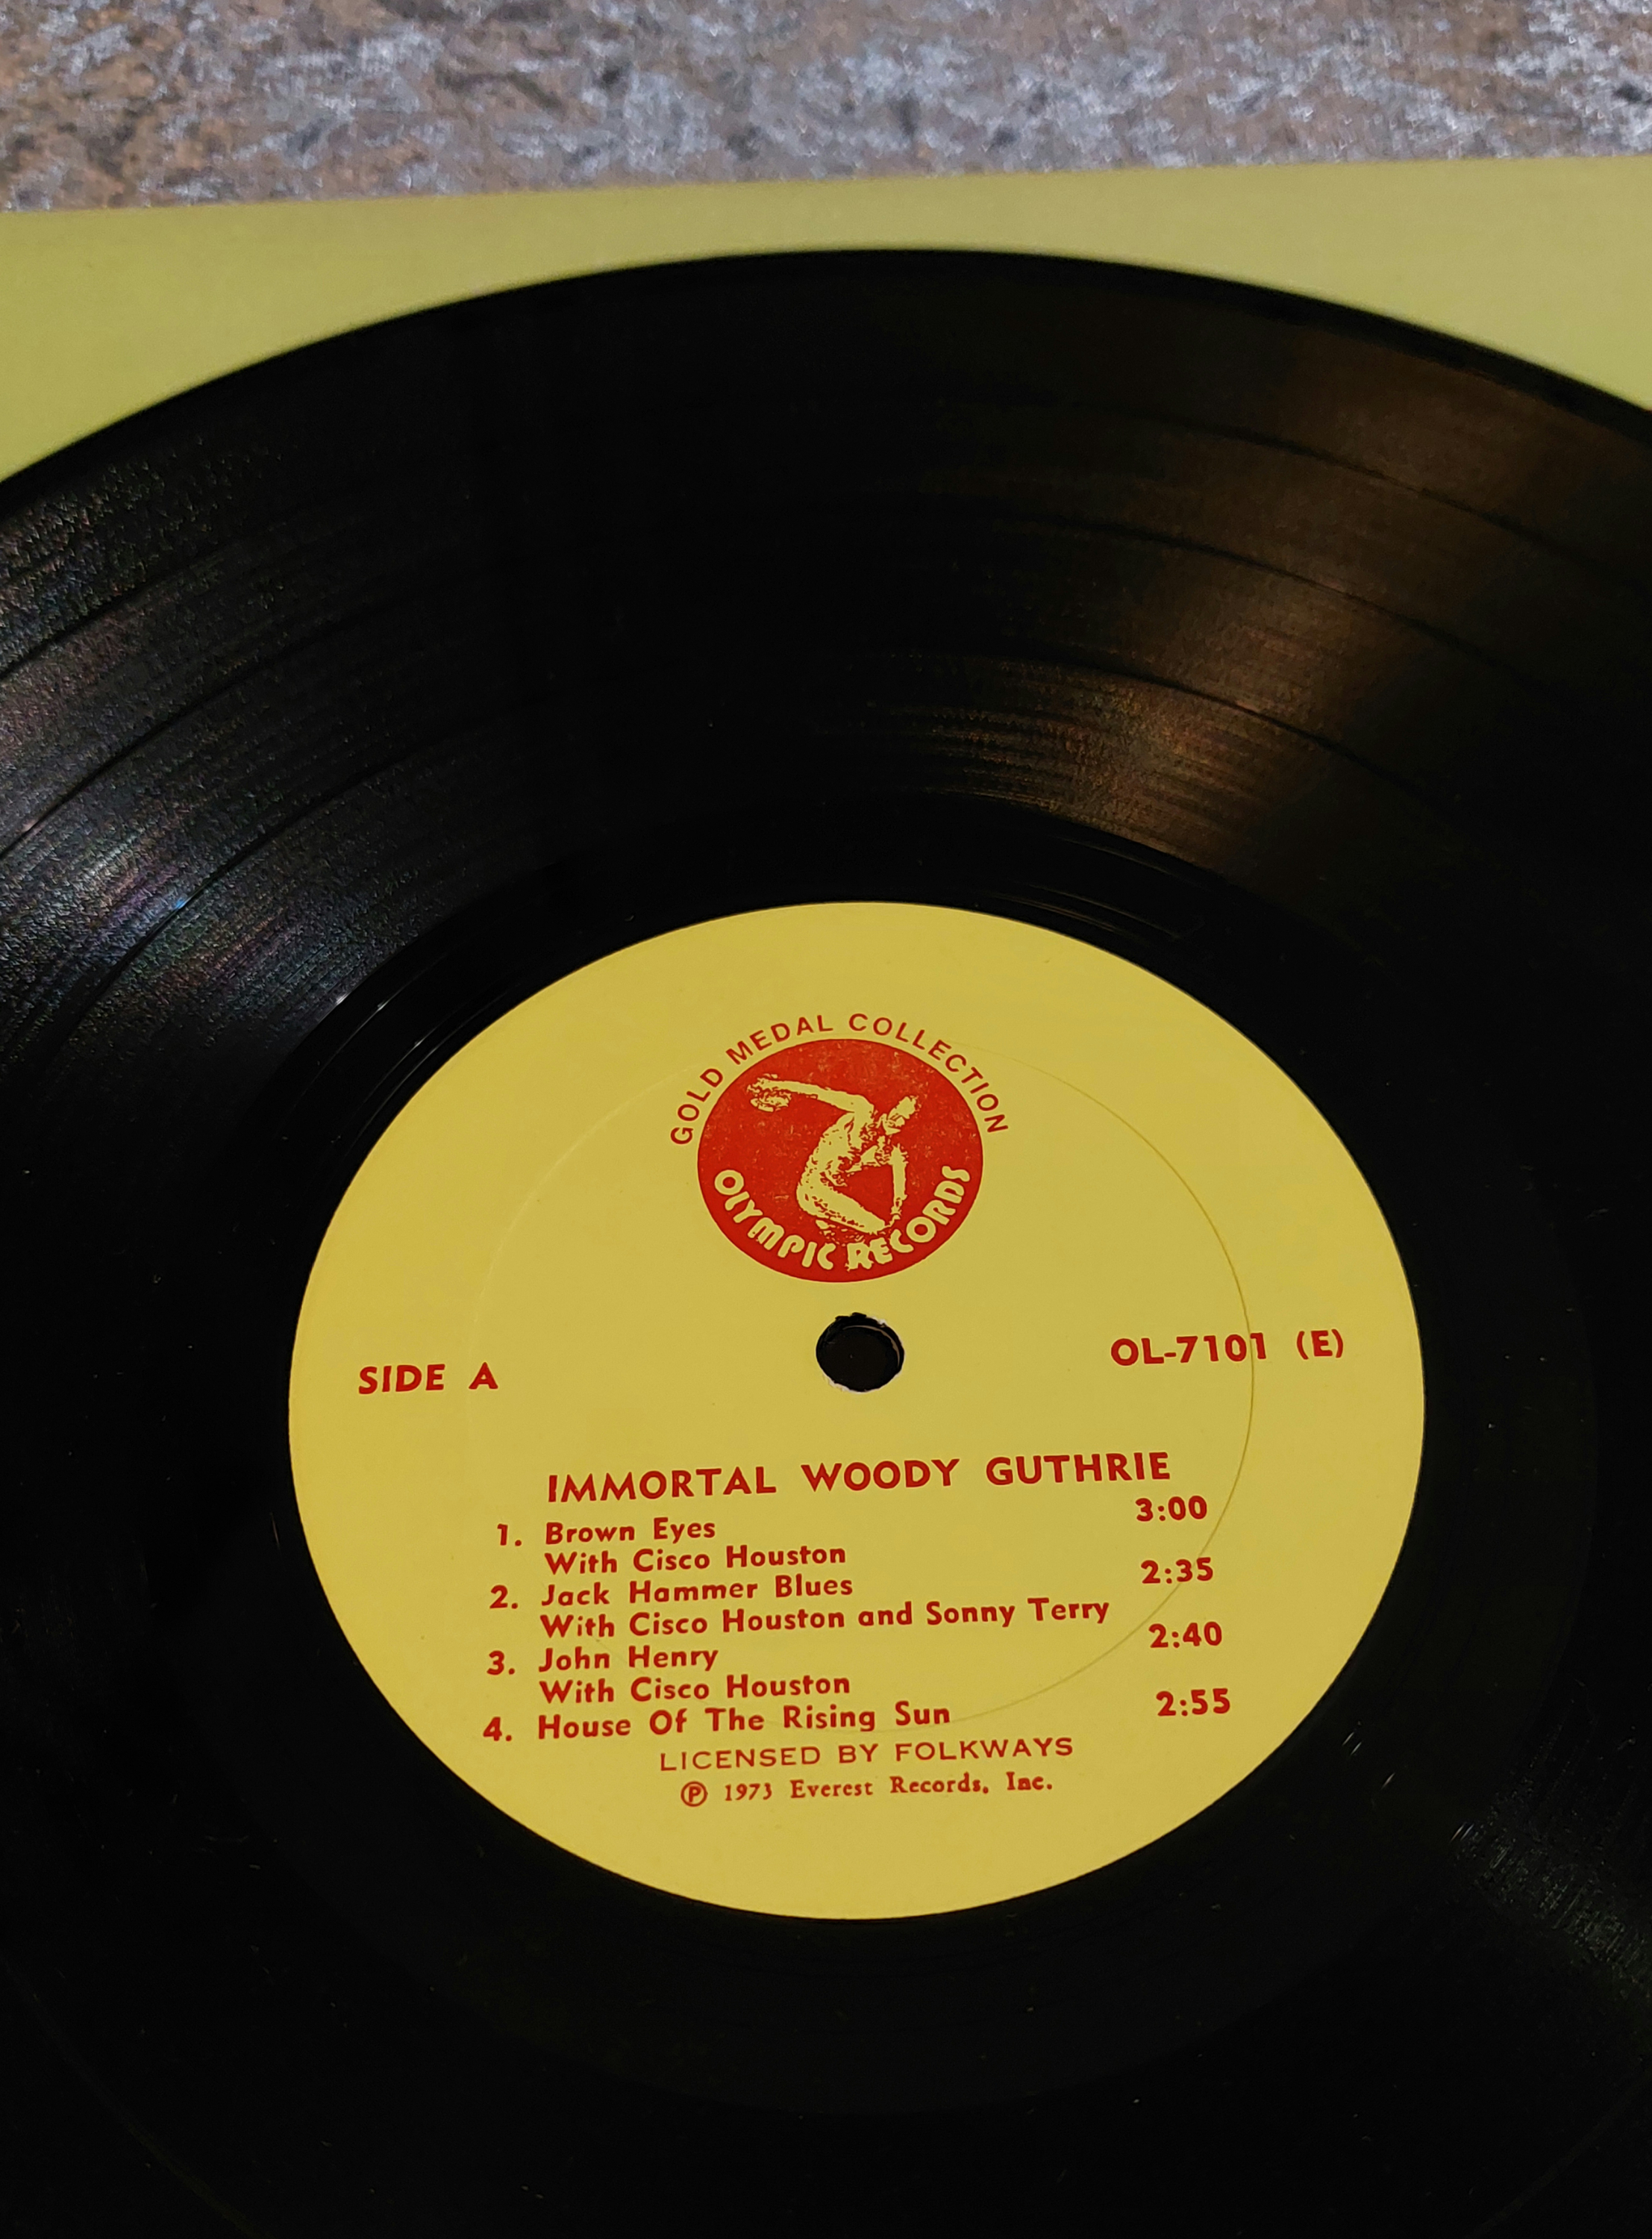 GOLD MEDAL COLLECTION
OLYMPIC RECORDS
SIDE A
OL-7101 (E)
IMMORTAL WOODY GUTHRIE
1. Brown Eyes 3:00
With Cisco Houston
2. Jack Hammer Blues 2:35
With Cisco Houston and Sonny Terry
3. John Henry 2:40
With Cisco Houston
4. House Of The Rising Sun 2:55
LICENSED BY FOLKWAYS
℗ 1973 Everest Records, Inc.